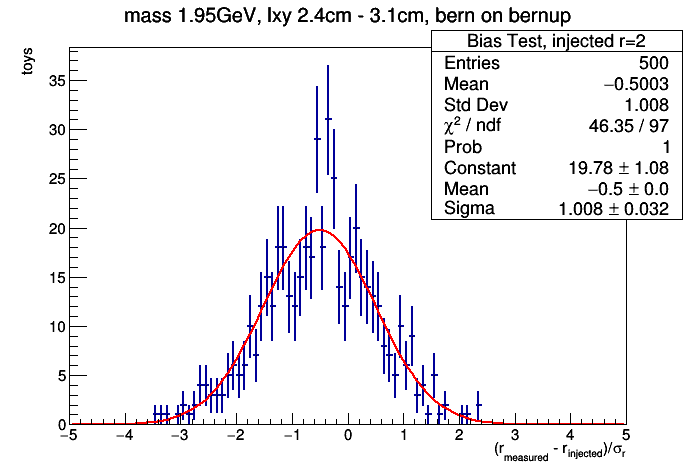 mass 1.95GeV, lxy 2.4cm - 3.1cm, bern on bernup
Bias Test, injected r=2
Entries 500
Mean −0.5003
Std Dev 1.008
χ² / ndf 46.35 / 97
Prob 1
Constant 19.78 ± 1.08
Mean −0.5 ± 0.0
Sigma 1.008 ± 0.032
toys
35
30
25
20
15
10
5
0
−5 −4 −3 −2 −1 0 1 2 3 4 5
(r_measured - r_injected)/σ_r